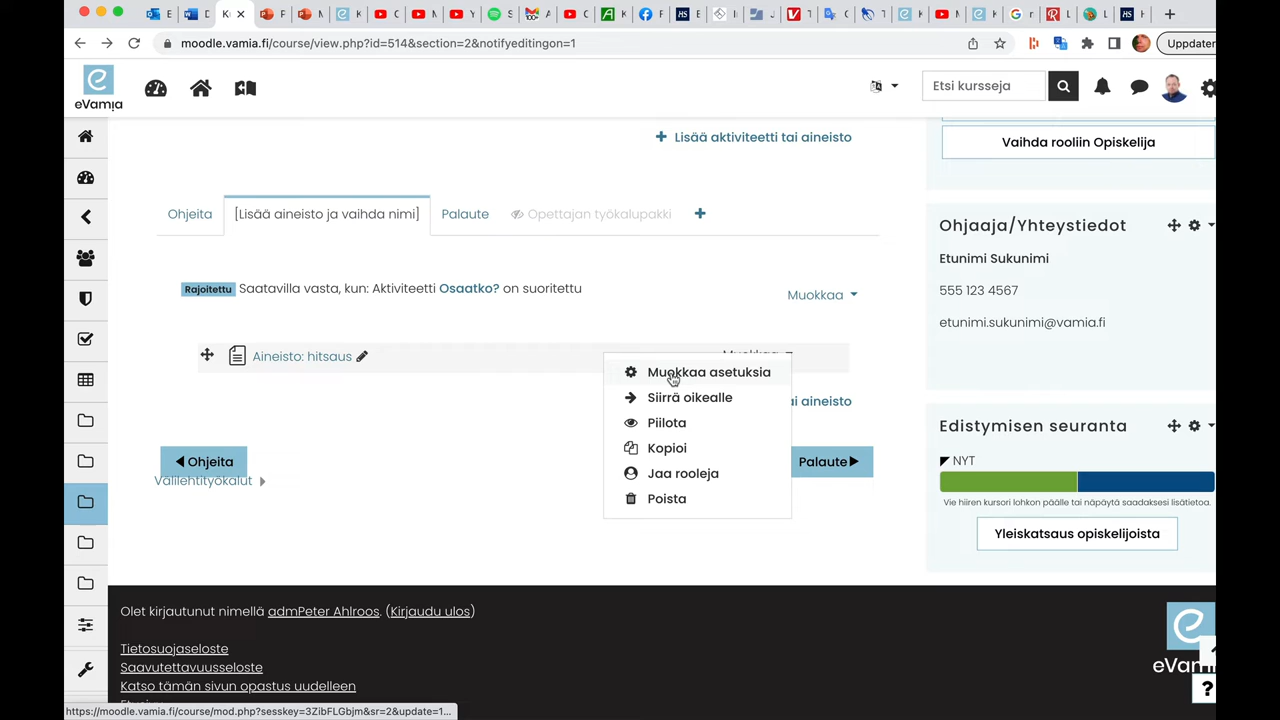 moodle.vamia.fi/course/view.php?id=514&section=2&notifyeditingon=1
Uppdater
eVamia
Etsi kursseja
Lisää aktiviteetti tai aineisto
Vaihda rooliin Opiskelija
Ohjeita
[Lisää aineisto ja vaihda nimi]
Palaute
Opettajan työkalupakki
Rajoitettu Saatavilla vasta, kun: Aktiviteetti Osaatko? on suoritettu
Muokkaa
Aineisto: hitsaus
Muokkaa asetuksia
Siirrä oikealle
Piilota
Kopioi
Jaa rooleja
Poista
ai aineisto
Ohjeita
Palaute
Välilehtityökalut
Ohjaaja/Yhteystiedot
Etunimi Sukunimi
555 123 4567
etunimi.sukunimi@vamia.fi
Edistymisen seuranta
NYT
Vie hiiren kursori lohkon päälle tai näpäytä saadaksesi lisätietoa.
Yleiskatsaus opiskelijoista
Olet kirjautunut nimellä admPeter Ahlroos. (Kirjaudu ulos)
Tietosuojaseloste
Saavutettavuusseloste
Katso tämän sivun opastus uudelleen
https://moodle.vamia.fi/course/mod.php?sesskey=3ZibFLGbjm&sr=2&update=1...